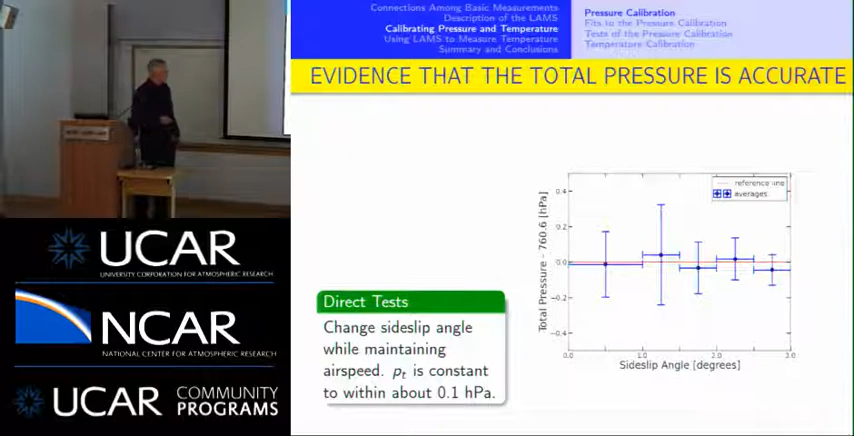 Connections Among Basic Measurements
Description of the LAMS
Calibrating Pressure and Temperature
Using LAMS to Measure Temperature
Summary and Conclusions
Pressure Calibration
Fits to the Pressure Calibration
Tests of the Pressure Calibration
Temperature Calibration
EVIDENCE THAT THE TOTAL PRESSURE IS ACCURATE
UCAR
UNIVERSITY CORPORATION FOR ATMOSPHERIC RESEARCH
NCAR
NATIONAL CENTER FOR ATMOSPHERIC RESEARCH
UCAR COMMUNITY
PROGRAMS
Direct Tests
Change sideslip angle
while maintaining
airspeed. pt is constant
to within about 0.1 hPa.
reference line
averages
Total Pressure - 760.6 [hPa]
0.4
0.2
0.0
−0.2
−0.4
0.0 1.0 2.0 3.0
Sideslip Angle [degrees]